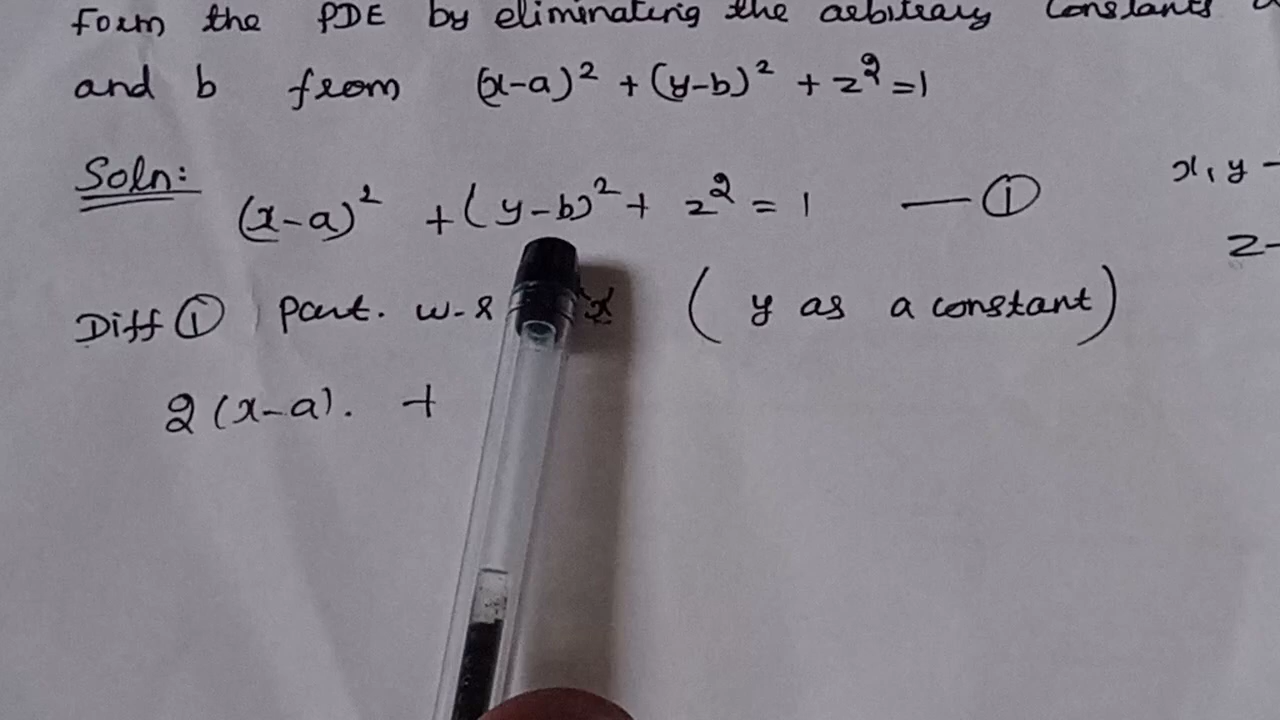 Form the PDE by eliminating the arbitrary constants a
and b from (x-a)² + (y-b)² + z² = 1
Soln:
(x-a)² + (y-b)² + z² = 1 — ①
x, y -
z-
Diff ① part. w.r x ( y as a constant)
2(x-a). +